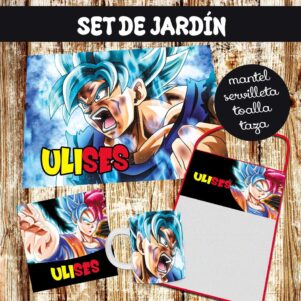 SET DE JARDÍN
mantel
servilleta
toalla
taza
ULISES
ULISES
ULISES